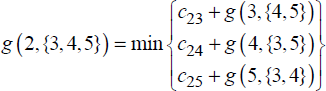 c₂₃ + g(3,{4,5})
g(2,{3,4,5}) = min { c₂₄ + g(4,{3,5}) }
c₂₅ + g(5,{3,4})